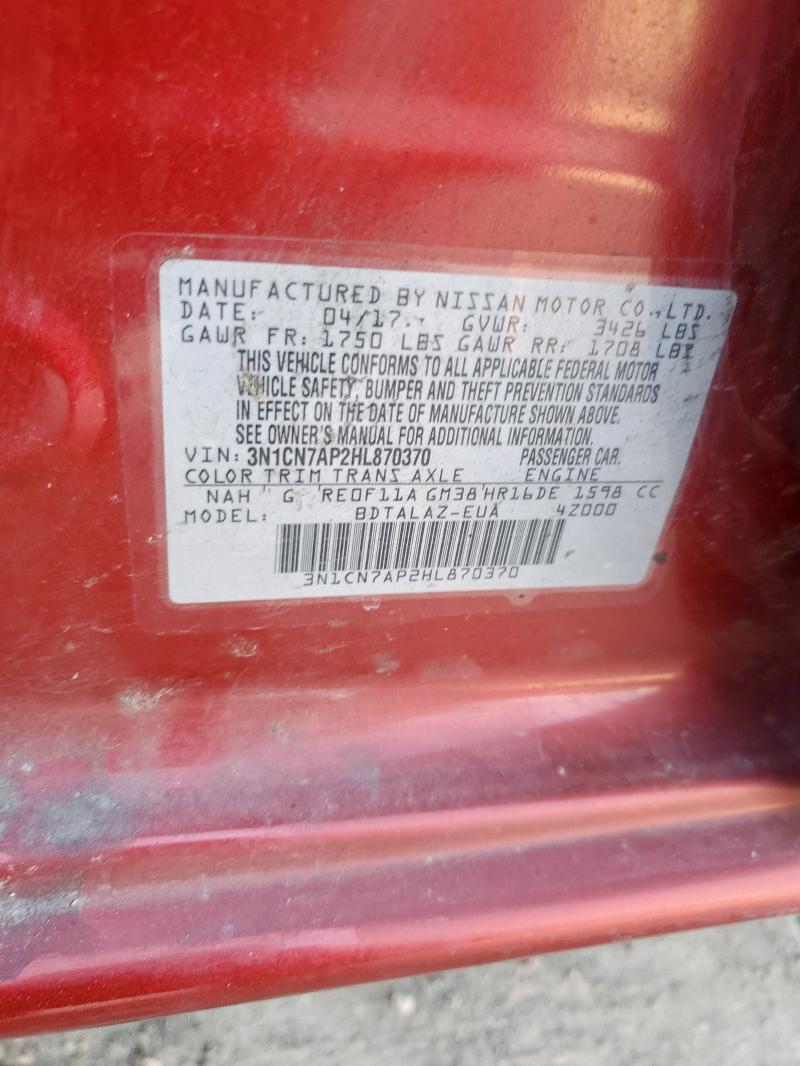 MANUFACTURED BY NISSAN MOTOR CO., LTD.
DATE: 04/17 GVWR: 3426 LBS
GAWR FR: 1750 LBS GAWR RR: 1708 LBS
THIS VEHICLE CONFORMS TO ALL APPLICABLE FEDERAL MOTOR
VEHICLE SAFETY, BUMPER AND THEFT PREVENTION STANDARDS
IN EFFECT ON THE DATE OF MANUFACTURE SHOWN ABOVE.
SEE OWNER'S MANUAL FOR ADDITIONAL INFORMATION.
VIN: 3N1CN7AP2HL870370 PASSENGER CAR.
COLOR TRIM TRANS AXLE ENGINE
NAH G RE0F11A GM38 HR16DE 1598 CC
MODEL: BDTALAZ-EUA 4Z000
3N1CN7AP2HL870370